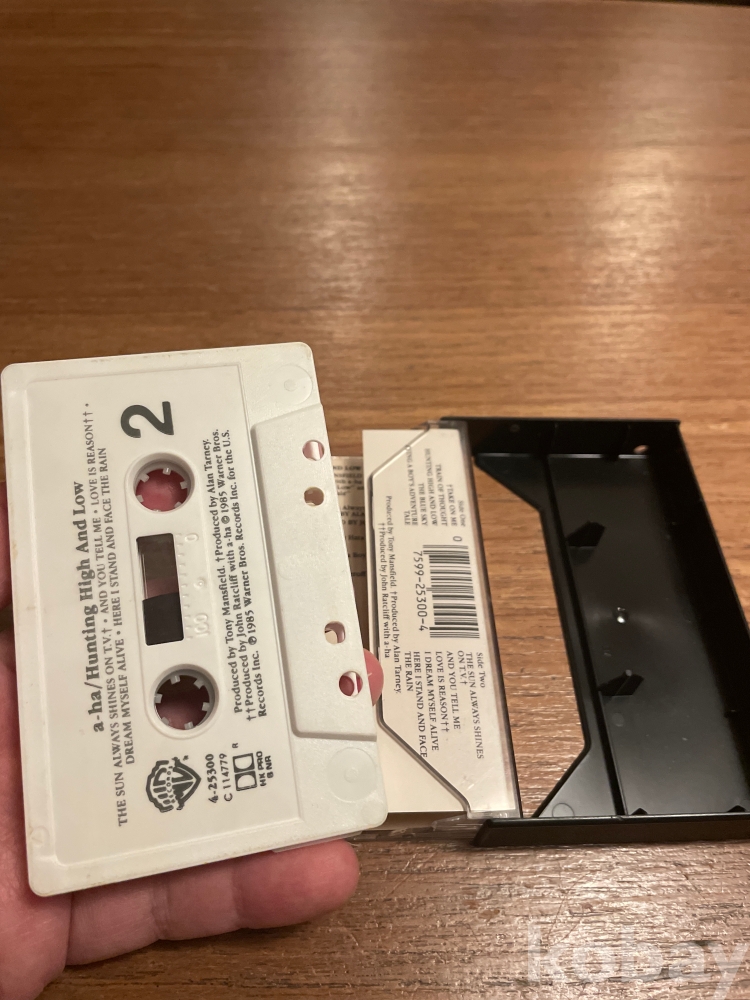 a-ha/Hunting High And Low
THE SUN ALWAYS SHINES ON T.V.† • AND YOU TELL ME • LOVE IS REASON†† •
DREAM MYSELF ALIVE • HERE I STAND AND FACE THE RAIN
2
100
0
4-25300
C 114779
R
HX PRO
B NR
Produced by Tony Mansfield. †Produced by Alan Tarney.
††Produced by John Ratcliff with a-ha ℗ 1985 Warner Bros.
Records Inc. © 1985 Warner Bros. Records Inc. for the U.S.
Side One
†TAKE ON ME
TRAIN OF THOUGHT
HUNTING HIGH AND LOW
THE BLUE SKY
LIVING A BOY'S ADVENTURE
TALE
0
7599-25300-4
Side Two
THE SUN ALWAYS SHINES
ON T.V.†
AND YOU TELL ME
LOVE IS REASON††
I DREAM MYSELF ALIVE
HERE I STAND AND FACE
THE RAIN
Produced by Tony Mansfield. †Produced by Alan Tarney.
††Produced by John Ratcliff with a-ha
kobay